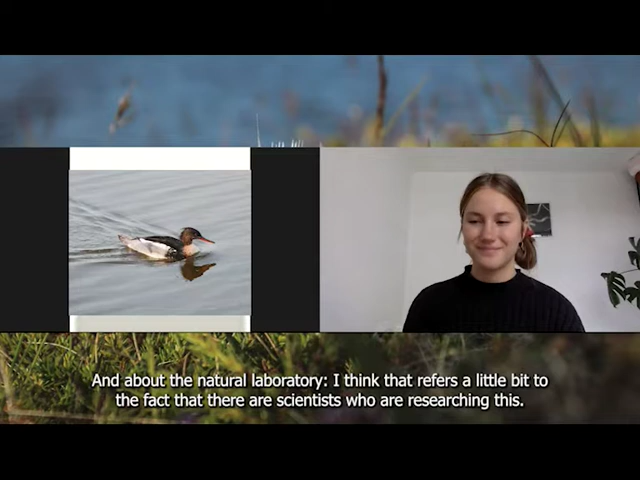 And about the natural laboratory: I think that refers a little bit to
the fact that there are scientists who are researching this.